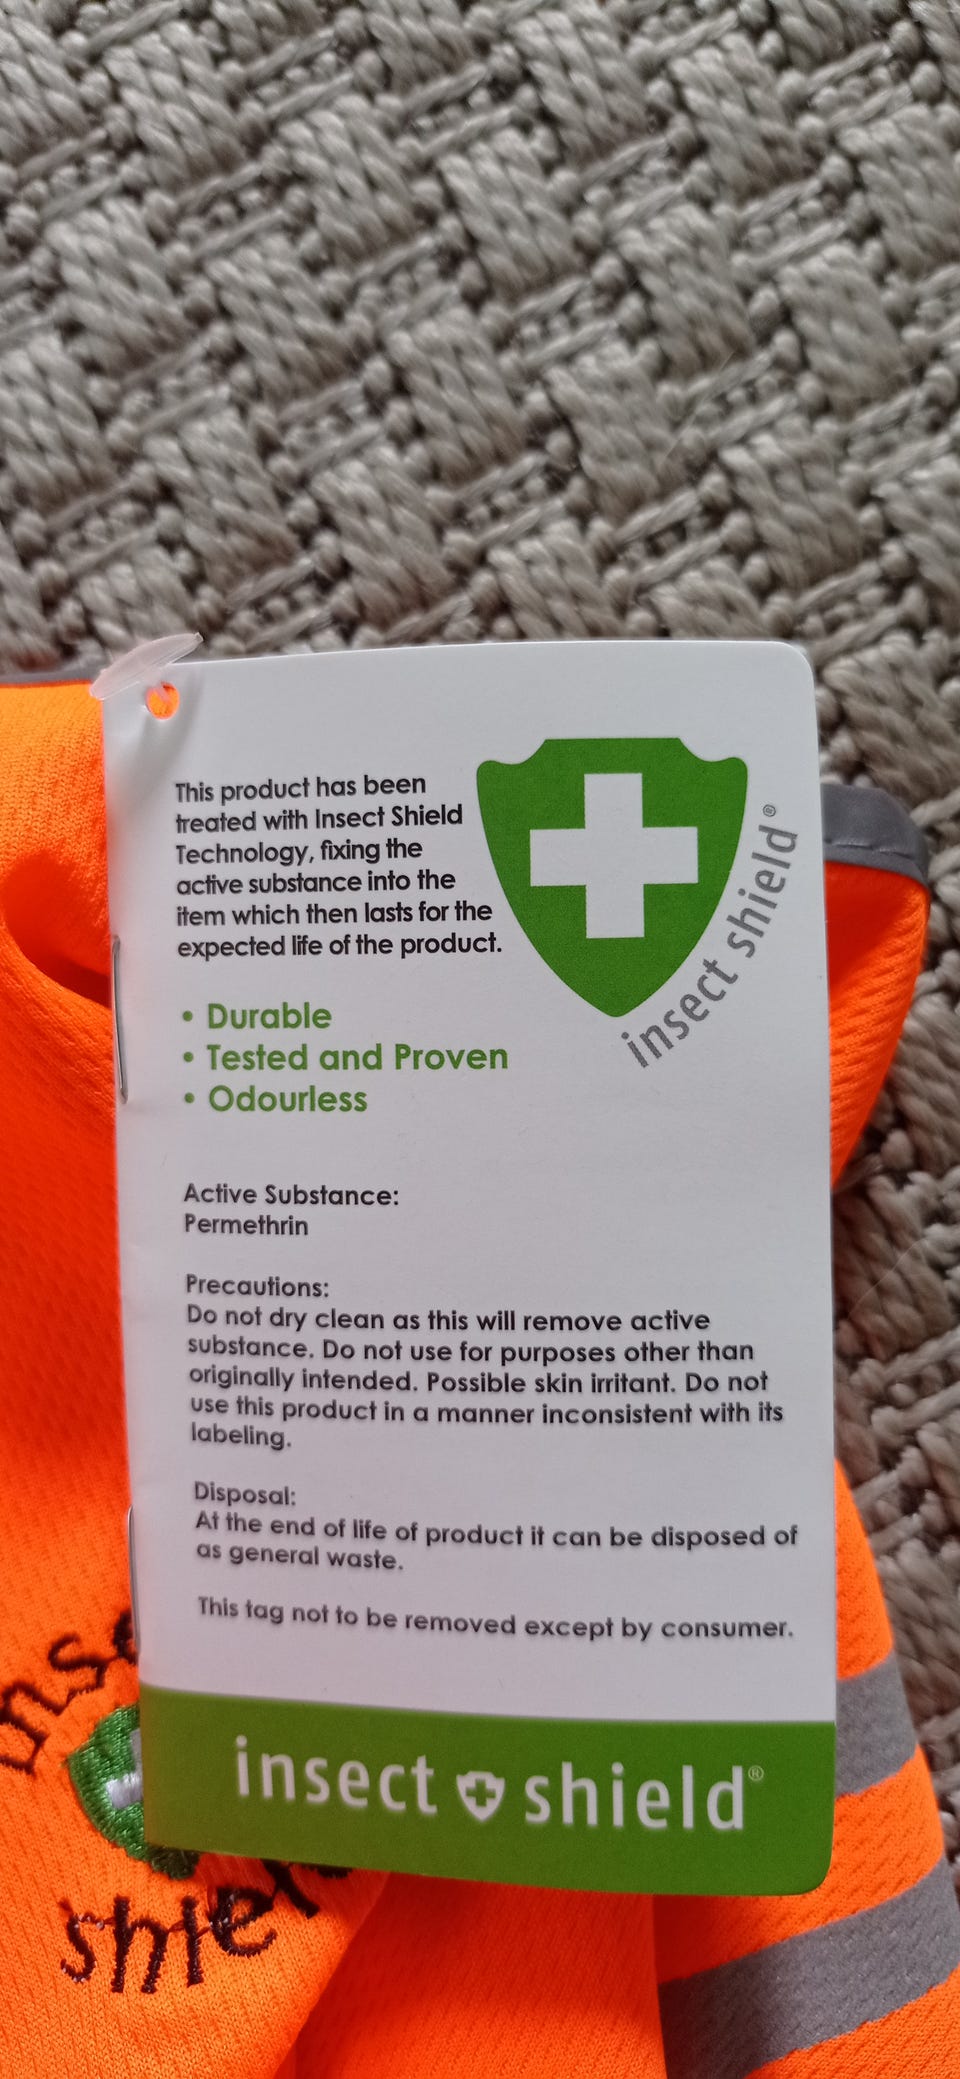 This product has been
treated with Insect Shield
Technology, fixing the
active substance into the
item which then lasts for the
expected life of the product.
insect shield®
• Durable
• Tested and Proven
• Odourless
Active Substance:
Permethrin
Precautions:
Do not dry clean as this will remove active
substance. Do not use for purposes other than
originally intended. Possible skin irritant. Do not
use this product in a manner inconsistent with its
labeling.
Disposal:
At the end of life of product it can be disposed of
as general waste.
This tag not to be removed except by consumer.
insect shield®